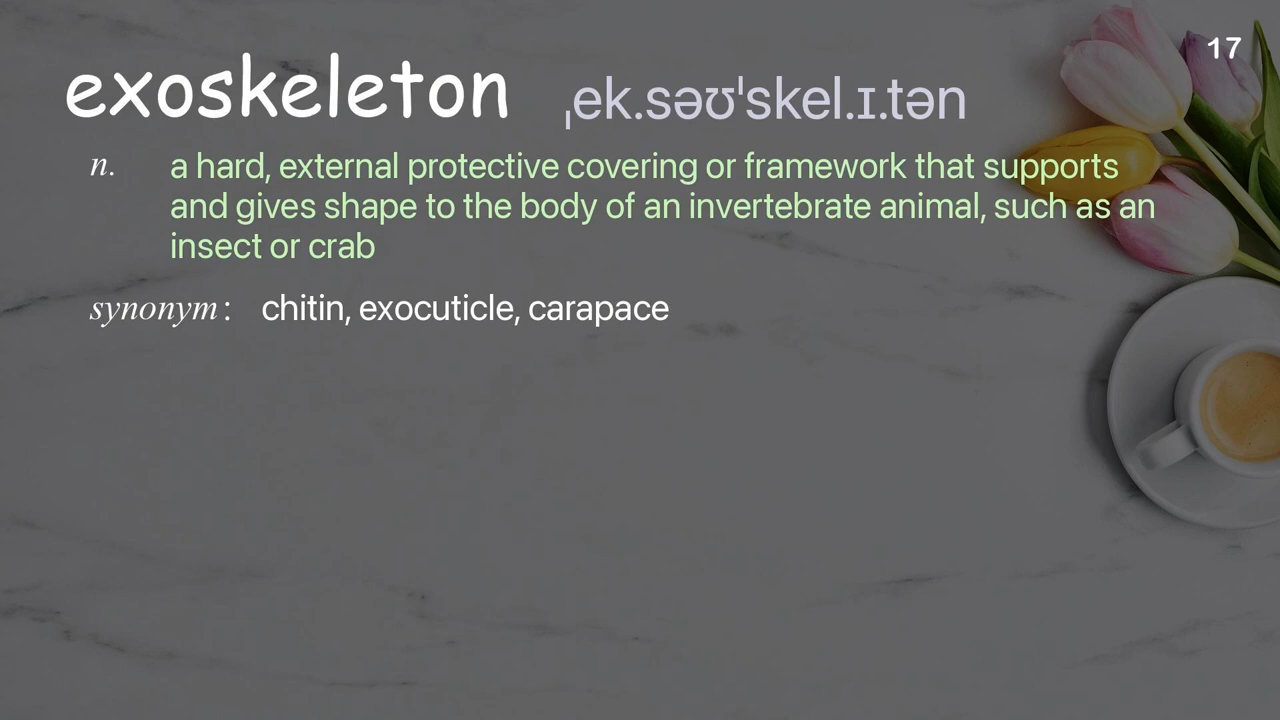 17
exoskeleton ˌek.səʊˈskel.ɪ.tən
n. a hard, external protective covering or framework that supports
and gives shape to the body of an invertebrate animal, such as an
insect or crab
synonym: chitin, exocuticle, carapace